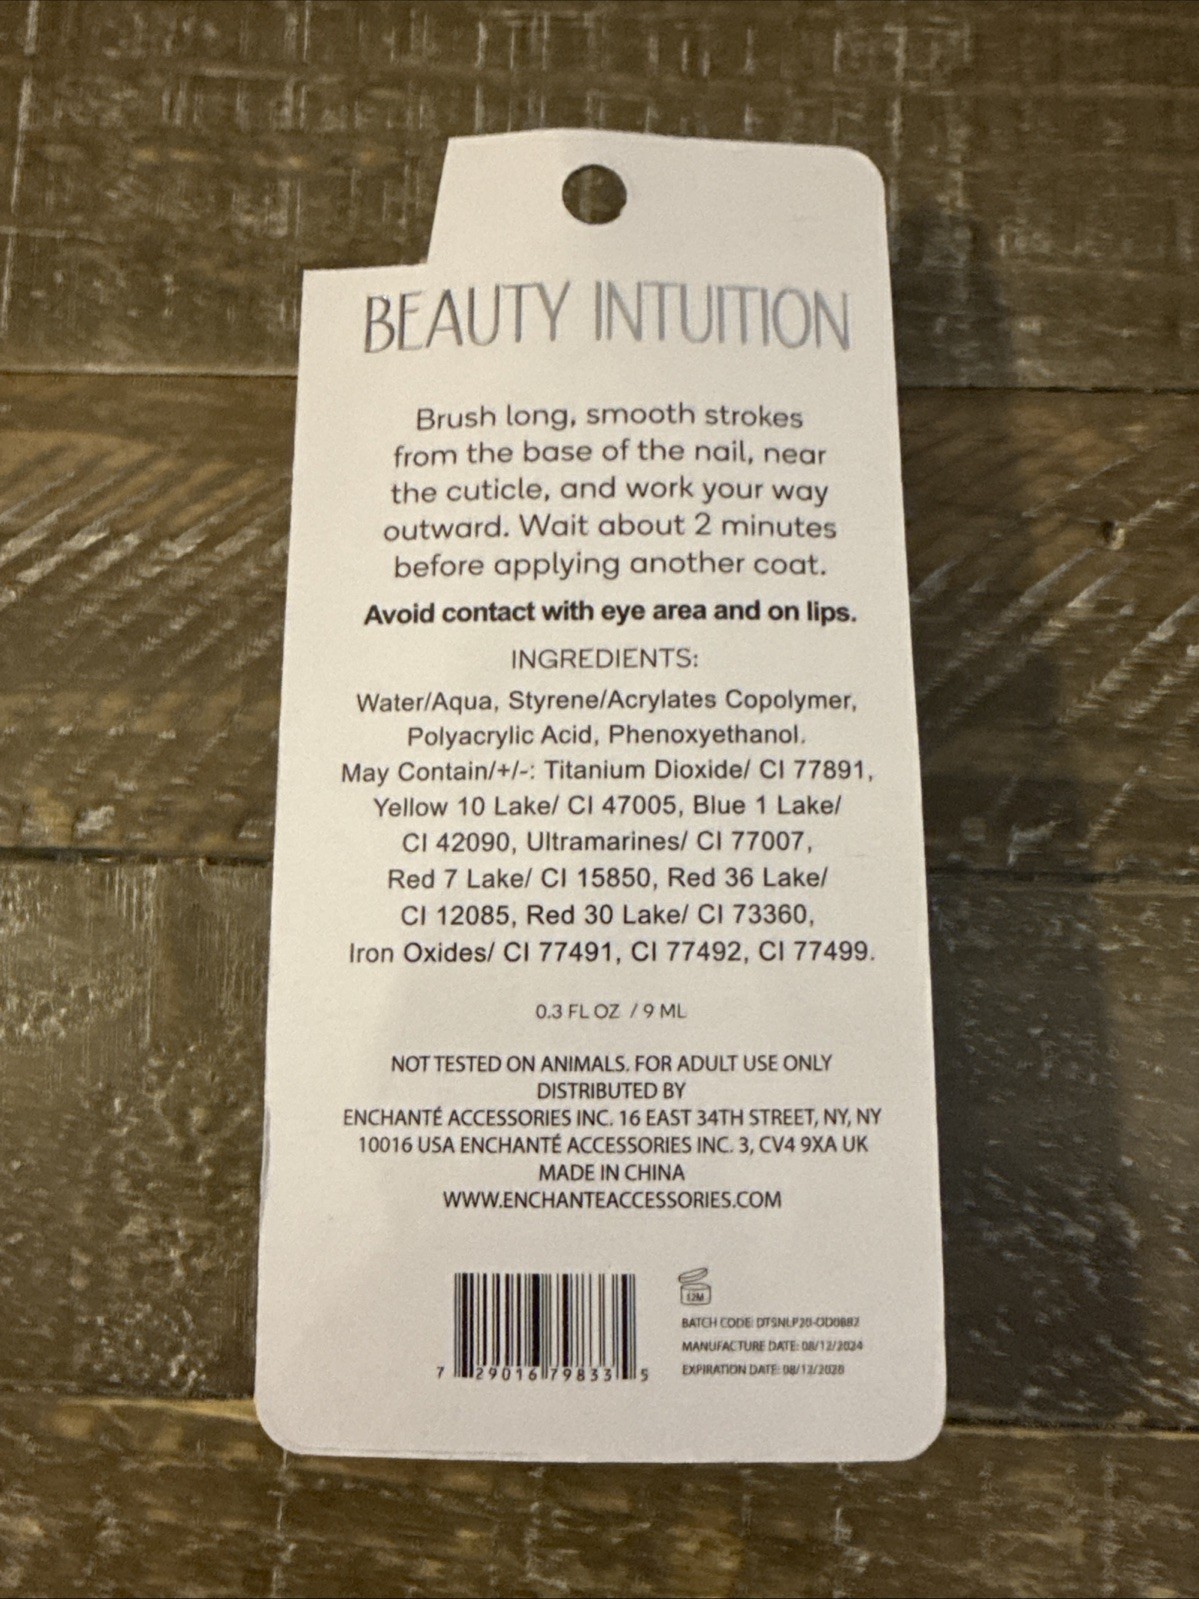 BEAUTY INTUITION
Brush long, smooth strokes
from the base of the nail, near
the cuticle, and work your way
outward. Wait about 2 minutes
before applying another coat.
Avoid contact with eye area and on lips.
INGREDIENTS:
Water/Aqua, Styrene/Acrylates Copolymer,
Polyacrylic Acid, Phenoxyethanol.
May Contain/+/-: Titanium Dioxide/ CI 77891,
Yellow 10 Lake/ CI 47005, Blue 1 Lake/
CI 42090, Ultramarines/ CI 77007,
Red 7 Lake/ CI 15850, Red 36 Lake/
CI 12085, Red 30 Lake/ CI 73360,
Iron Oxides/ CI 77491, CI 77492, CI 77499.
0.3 FL OZ / 9 ML
NOT TESTED ON ANIMALS. FOR ADULT USE ONLY
DISTRIBUTED BY
ENCHANTÉ ACCESSORIES INC. 16 EAST 34TH STREET, NY, NY
10016 USA ENCHANTÉ ACCESSORIES INC. 3, CV4 9XA UK
MADE IN CHINA
WWW.ENCHANTEACCESSORIES.COM
12M
BATCH CODE:
MANUFACTURE DATE: 08/12/2024
EXPIRATION DATE:
7 29016 79833 5